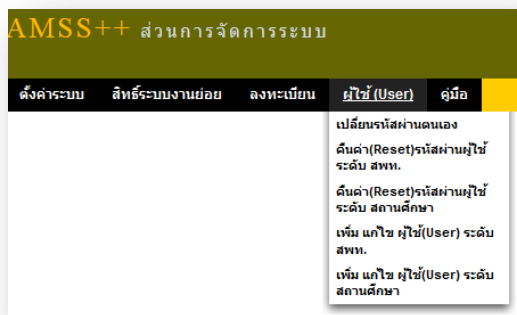 AMSS++ ส่วนการจัดการระบบ
ตั้งค่าระบบ สิทธิ์ระบบงานย่อย ลงทะเบียน ผู้ใช้ (User) คู่มือ
เปลี่ยนรหัสผ่านตนเอง
คืนค่า(Reset)รหัสผ่านผู้ใช้
ระดับ สพท.
คืนค่า(Reset)รหัสผ่านผู้ใช้
ระดับ สถานศึกษา
เพิ่ม แก้ไข ผู้ใช้(User) ระดับ
สพท.
เพิ่ม แก้ไข ผู้ใช้(User) ระดับ
สถานศึกษา